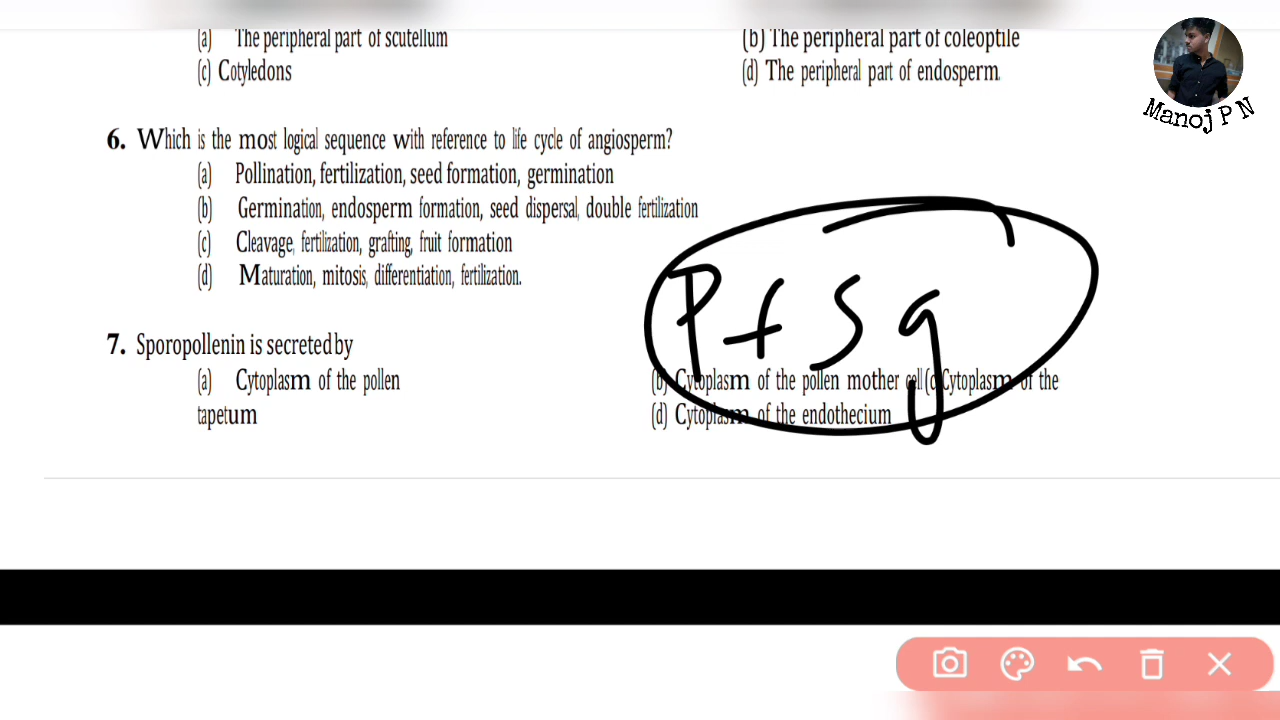 (a) The peripheral part of scutellum (b) The peripheral part of coleoptile
(c) Cotyledons (d) The peripheral part of endosperm.
Manoj P N
6. Which is the most logical sequence with reference to life cycle of angiosperm?
(a) Pollination, fertilization, seed formation, germination
(b) Germination, endosperm formation, seed dispersal, double fertilization
(c) Cleavage, fertilization, grafting, fruit formation
(d) Maturation, mitosis, differentiation, fertilization.
P f S g
7. Sporopollenin is secreted by
(a) Cytoplasm of the pollen (b) Cytoplasm of the pollen mother cell (c) Cytoplasm of the
tapetum (d) Cytoplasm of the endothecium